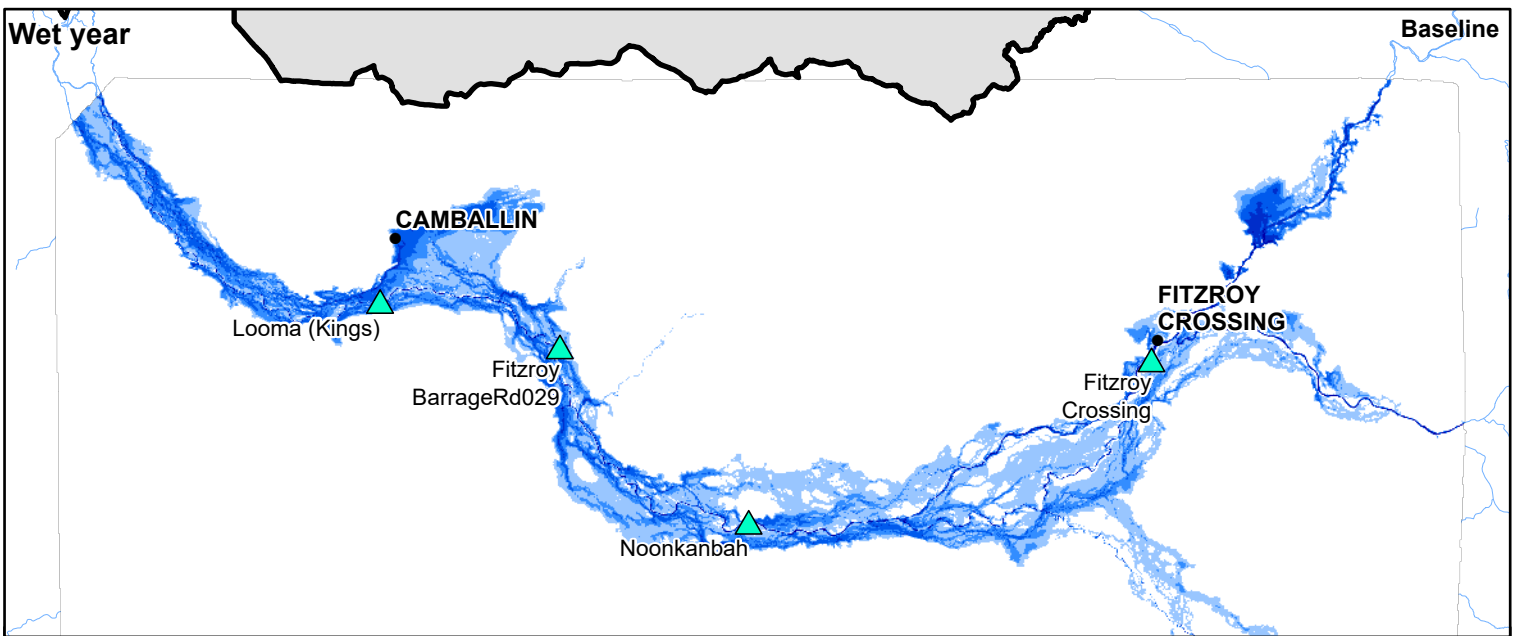 Wet year
Baseline
CAMBALLIN
Looma (Kings)
Fitzroy
BarrageRd029
Noonkanbah
FITZROY
CROSSING
Fitzroy
Crossing